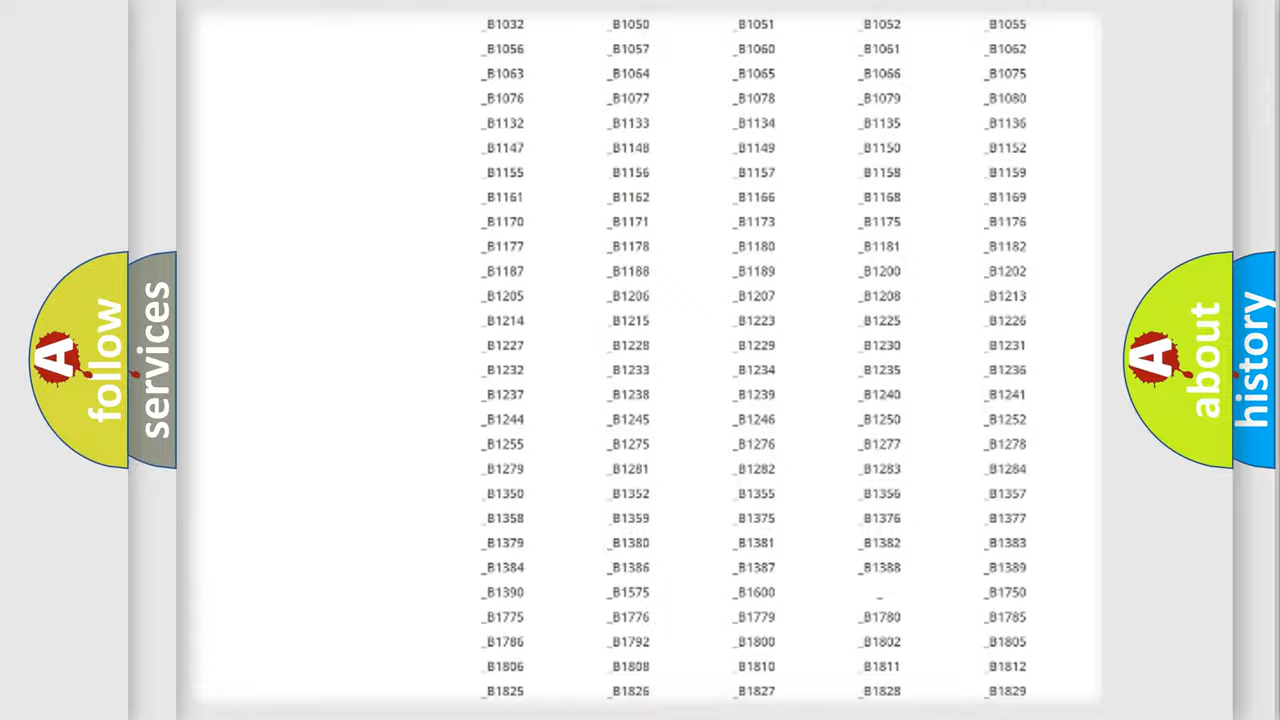 _B1032 _B1050 _B1051 _B1052 _B1055
_B1056 _B1057 _B1060 _B1061 _B1062
_B1063 _B1064 _B1065 _B1066 _B1075
_B1076 _B1077 _B1078 _B1079 _B1080
_B1132 _B1133 _B1134 _B1135 _B1136
_B1147 _B1148 _B1149 _B1150 _B1152
_B1155 _B1156 _B1157 _B1158 _B1159
_B1161 _B1162 _B1166 _B1168 _B1169
_B1170 _B1171 _B1173 _B1175 _B1176
_B1177 _B1178 _B1180 _B1181 _B1182
_B1187 _B1188 _B1189 _B1200 _B1202
_B1205 _B1206 _B1207 _B1208 _B1213
_B1214 _B1215 _B1223 _B1225 _B1226
_B1227 _B1228 _B1229 _B1230 _B1231
_B1232 _B1233 _B1234 _B1235 _B1236
_B1237 _B1238 _B1239 _B1240 _B1241
_B1244 _B1245 _B1246 _B1250 _B1252
_B1255 _B1275 _B1276 _B1277 _B1278
_B1279 _B1281 _B1282 _B1283 _B1284
_B1350 _B1352 _B1355 _B1356 _B1357
_B1358 _B1359 _B1375 _B1376 _B1377
_B1379 _B1380 _B1381 _B1382 _B1383
_B1384 _B1386 _B1387 _B1388 _B1389
_B1390 _B1575 _B1600 _ _B1750
_B1775 _B1776 _B1779 _B1780 _B1785
_B1786 _B1792 _B1800 _B1802 _B1805
_B1806 _B1808 _B1810 _B1811 _B1812
_B1825 _B1826 _B1827 _B1828 _B1829
A follow
services
A about
history